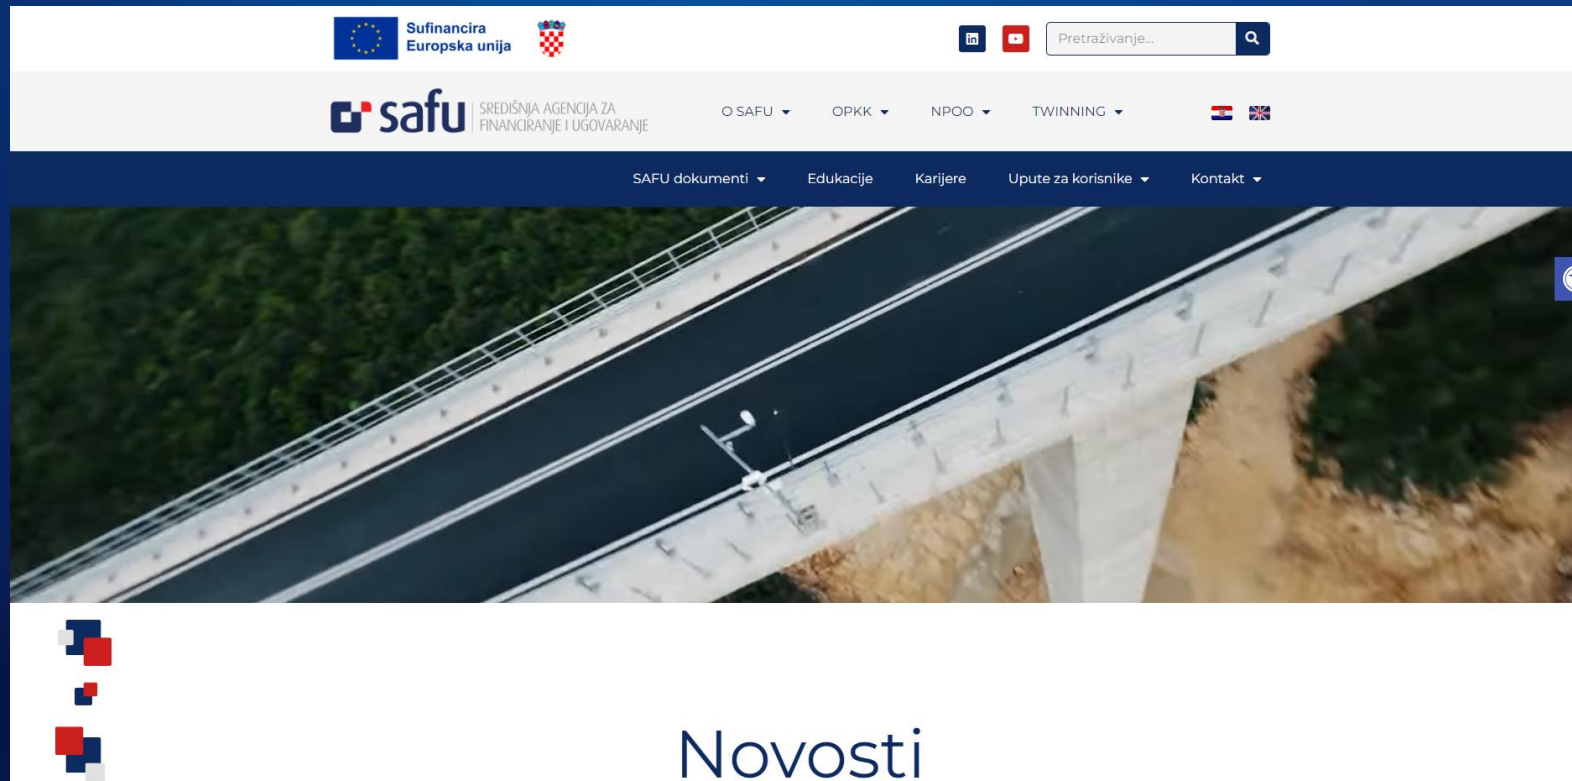 Sufinancira
Europska unija
Pretraživanje...
safu
SREDIŠNJA AGENCIJA ZA
FINANCIRANJE I UGOVARANJE
O SAFU
OPKK
NPOO
TWINNING
SAFU dokumenti
Edukacije
Karijere
Upute za korisnike
Kontakt
Novosti